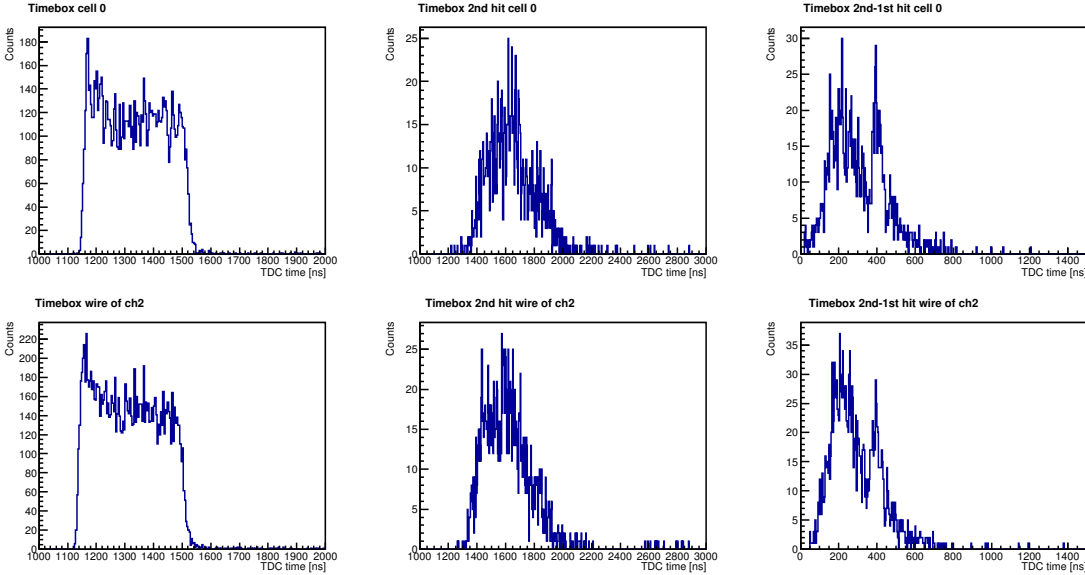 Timebox cell 0
Counts
180
160
140
120
100
80
60
40
20
0
1000 1100 1200 1300 1400 1500 1600 1700 1800 1900 2000
TDC time [ns]
Timebox 2nd hit cell 0
Counts
25
20
15
10
5
0
1000 1200 1400 1600 1800 2000 2200 2400 2600 2800 3000
TDC time [ns]
Timebox 2nd-1st hit cell 0
Counts
30
25
20
15
10
5
0
200 400 600 800 1000 1200 1400
TDC time [ns]
Timebox wire of ch2
Counts
220
200
180
160
140
120
100
80
60
40
20
0
1000 1100 1200 1300 1400 1500 1600 1700 1800 1900 2000
TDC time [ns]
Timebox 2nd hit wire of ch2
Counts
25
20
15
10
5
0
1000 1200 1400 1600 1800 2000 2200 2400 2600 2800 3000
TDC time [ns]
Timebox 2nd-1st hit wire of ch2
Counts
35
30
25
20
15
10
5
0
200 400 600 800 1000 1200 1400
TDC time [ns]